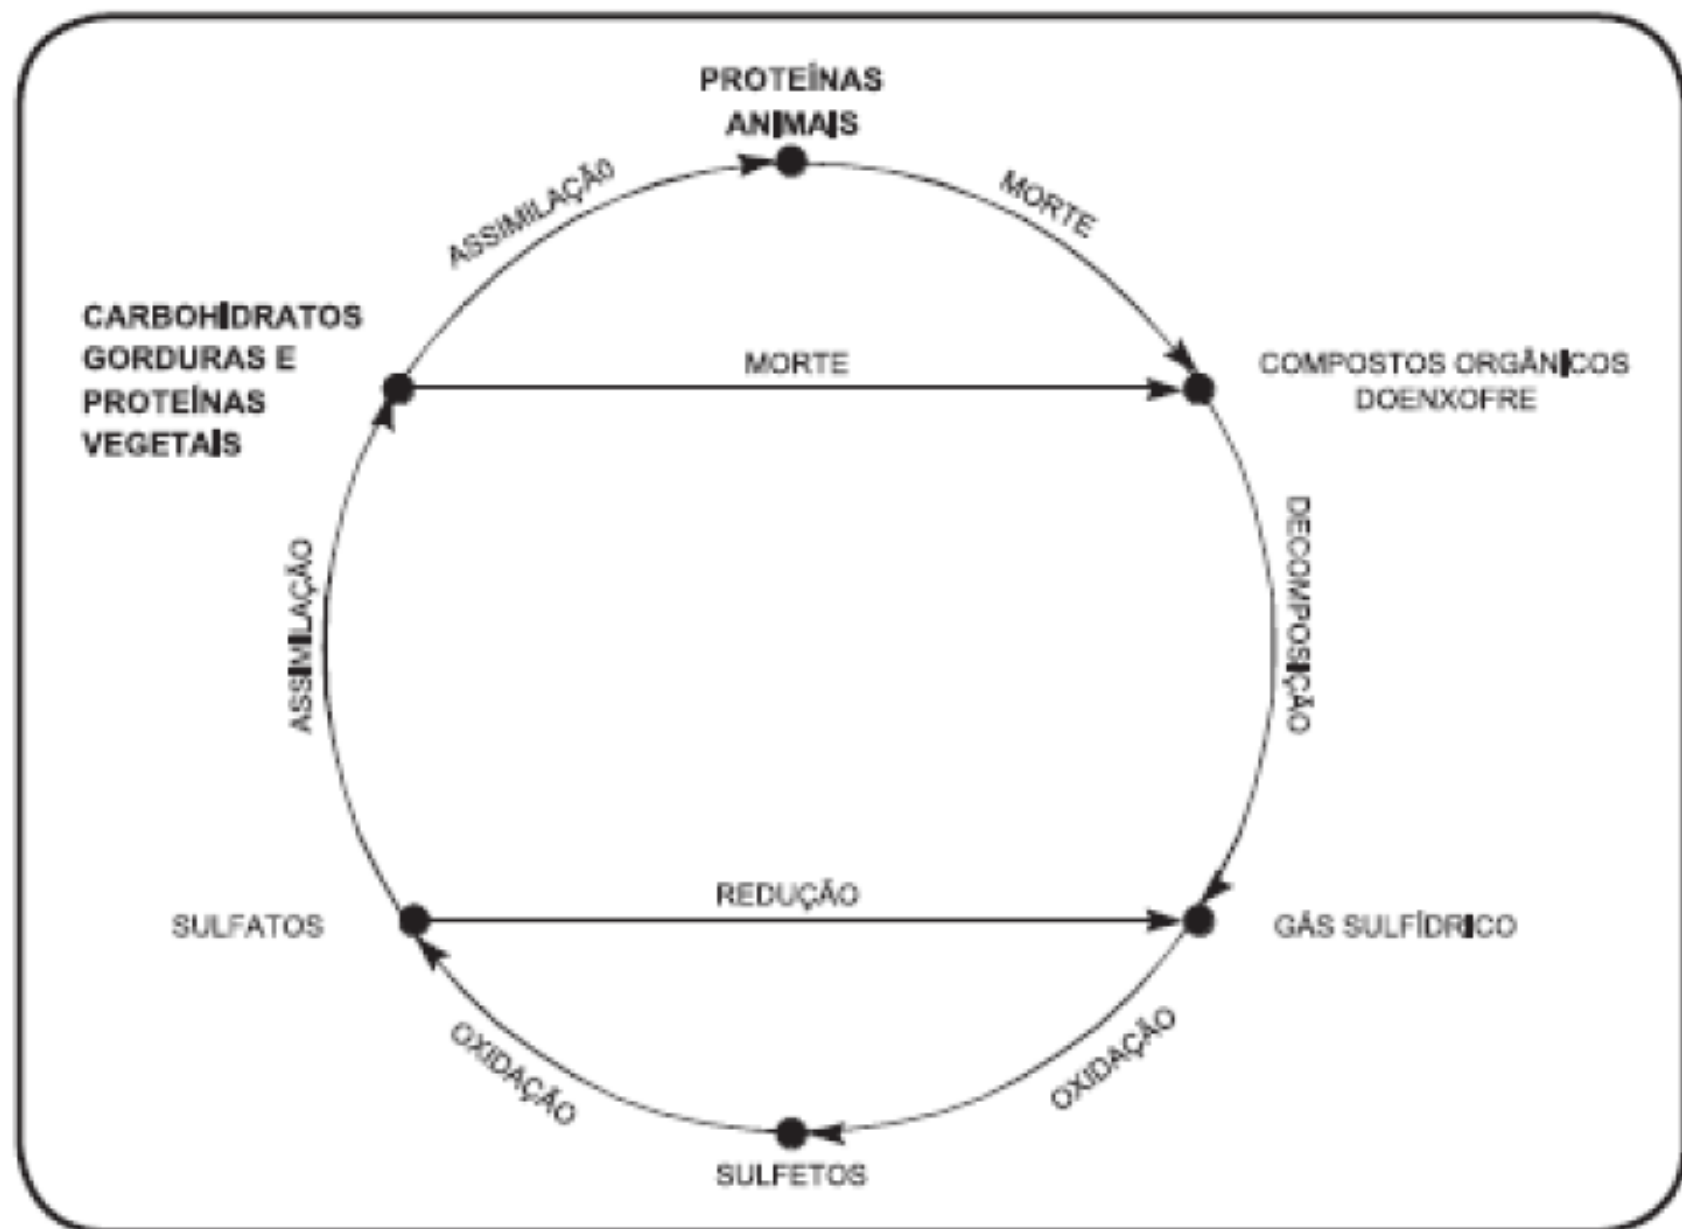 PROTEÍNAS
ANIMAIS
ASSIMILAÇÃO
MORTE
CARBOHÍDRATOS
GORDURAS E
PROTEÍNAS
VEGETAIS
MORTE
COMPOSTOS ORGÂNICOS
DOENXOFRE
ASSIMILAÇÃO
DECOMPOSIÇÃO
REDUÇÃO
SULFATOS
GÁS SULFÍDRICO
OXIDAÇÃO
OXIDAÇÃO
SULFETOS